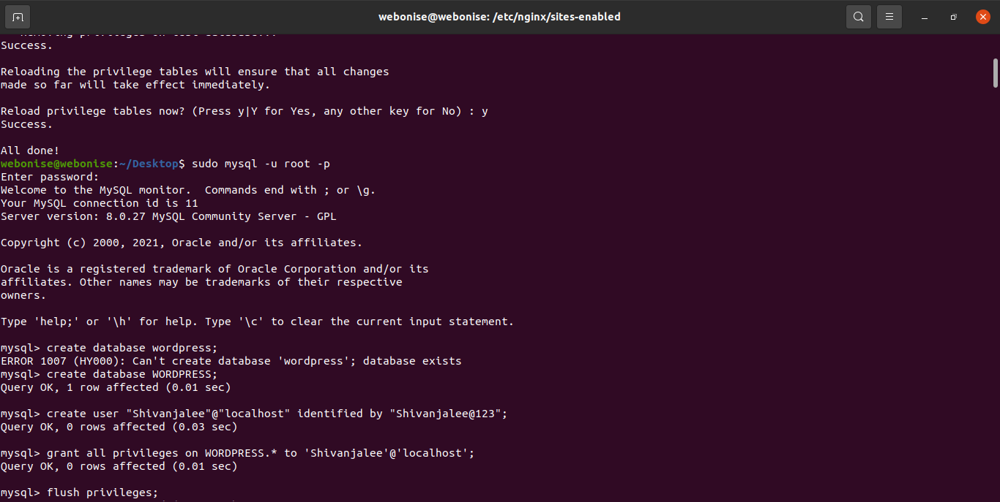 webonise@webonise: /etc/nginx/sites-enabled
Success.
Reloading the privilege tables will ensure that all changes
made so far will take effect immediately.
Reload privilege tables now? (Press y|Y for Yes, any other key for No) : y
Success.
All done!
webonise@webonise:~/Desktop$ sudo mysql -u root -p
Enter password:
Welcome to the MySQL monitor.  Commands end with ; or \g.
Your MySQL connection id is 11
Server version: 8.0.27 MySQL Community Server - GPL
Copyright (c) 2000, 2021, Oracle and/or its affiliates.
Oracle is a registered trademark of Oracle Corporation and/or its
affiliates. Other names may be trademarks of their respective
owners.
Type 'help;' or '\h' for help. Type '\c' to clear the current input statement.
mysql> create database wordpress;
ERROR 1007 (HY000): Can't create database 'wordpress'; database exists
mysql> create database WORDPRESS;
Query OK, 1 row affected (0.01 sec)
mysql> create user "Shivanjalee"@"localhost" identified by "Shivanjalee@123";
Query OK, 0 rows affected (0.03 sec)
mysql> grant all privileges on WORDPRESS.* to 'Shivanjalee'@'localhost';
Query OK, 0 rows affected (0.01 sec)
mysql> flush privileges;